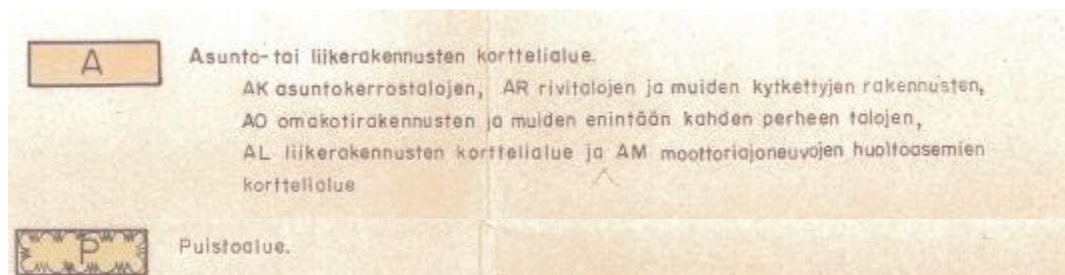 A
Asunto- tai liikerakennusten korttelialue.
AK asuntokerrostalojen, AR rivitalojen ja muiden kytkettyjen rakennusten,
AO omakotirakennusten ja muiden enintään kahden perheen talojen,
AL liikerakennusten korttelialue ja AM moottoriajoneuvojen huoltoasemien
korttelialue
P
Puistoalue.